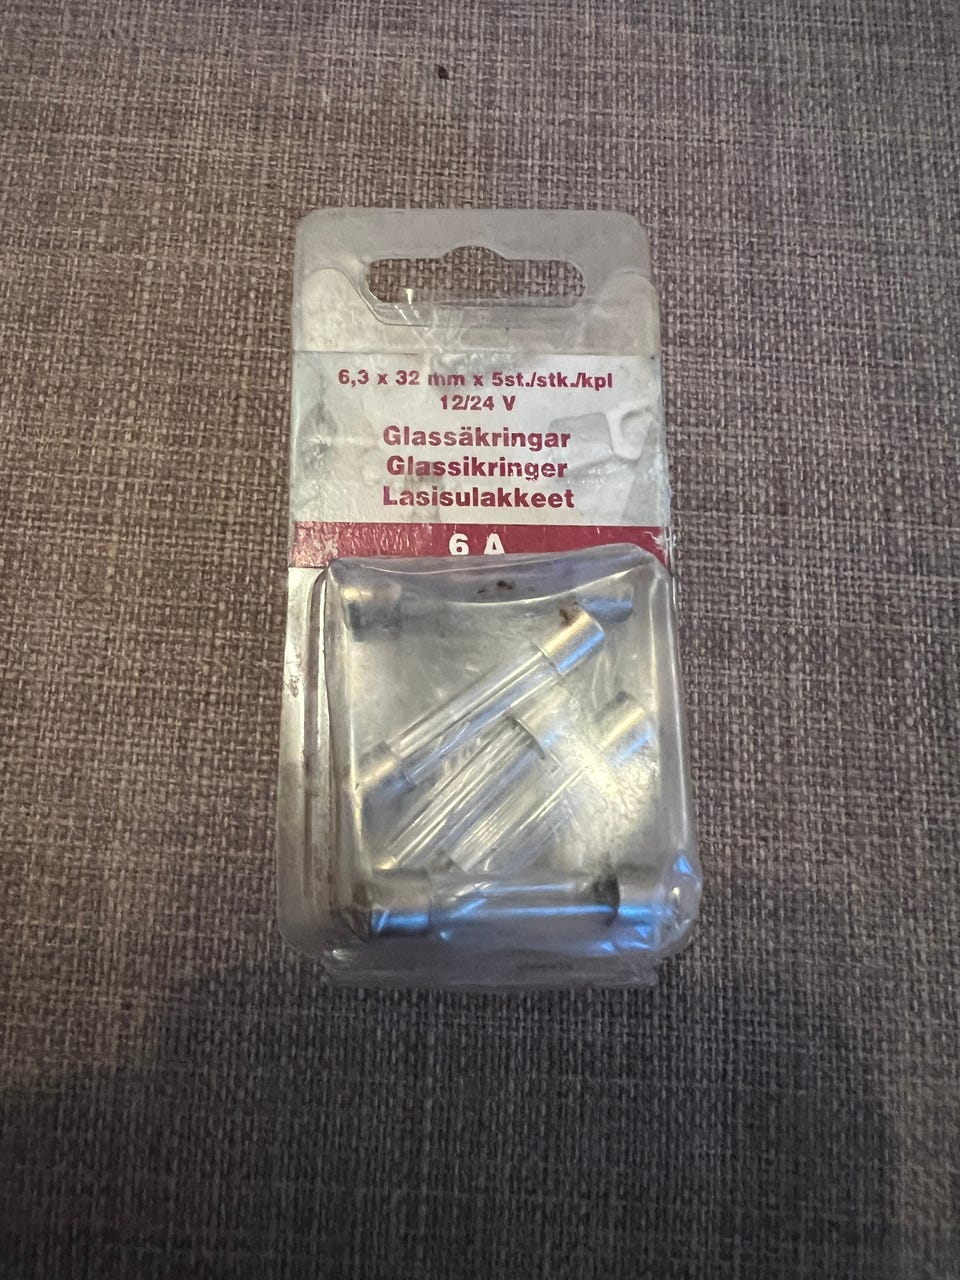 6,3 x 32 mm x 5st./stk./kpl
12/24 V
Glassäkringar
Glassikringer
Lasisulakkeet
6 A